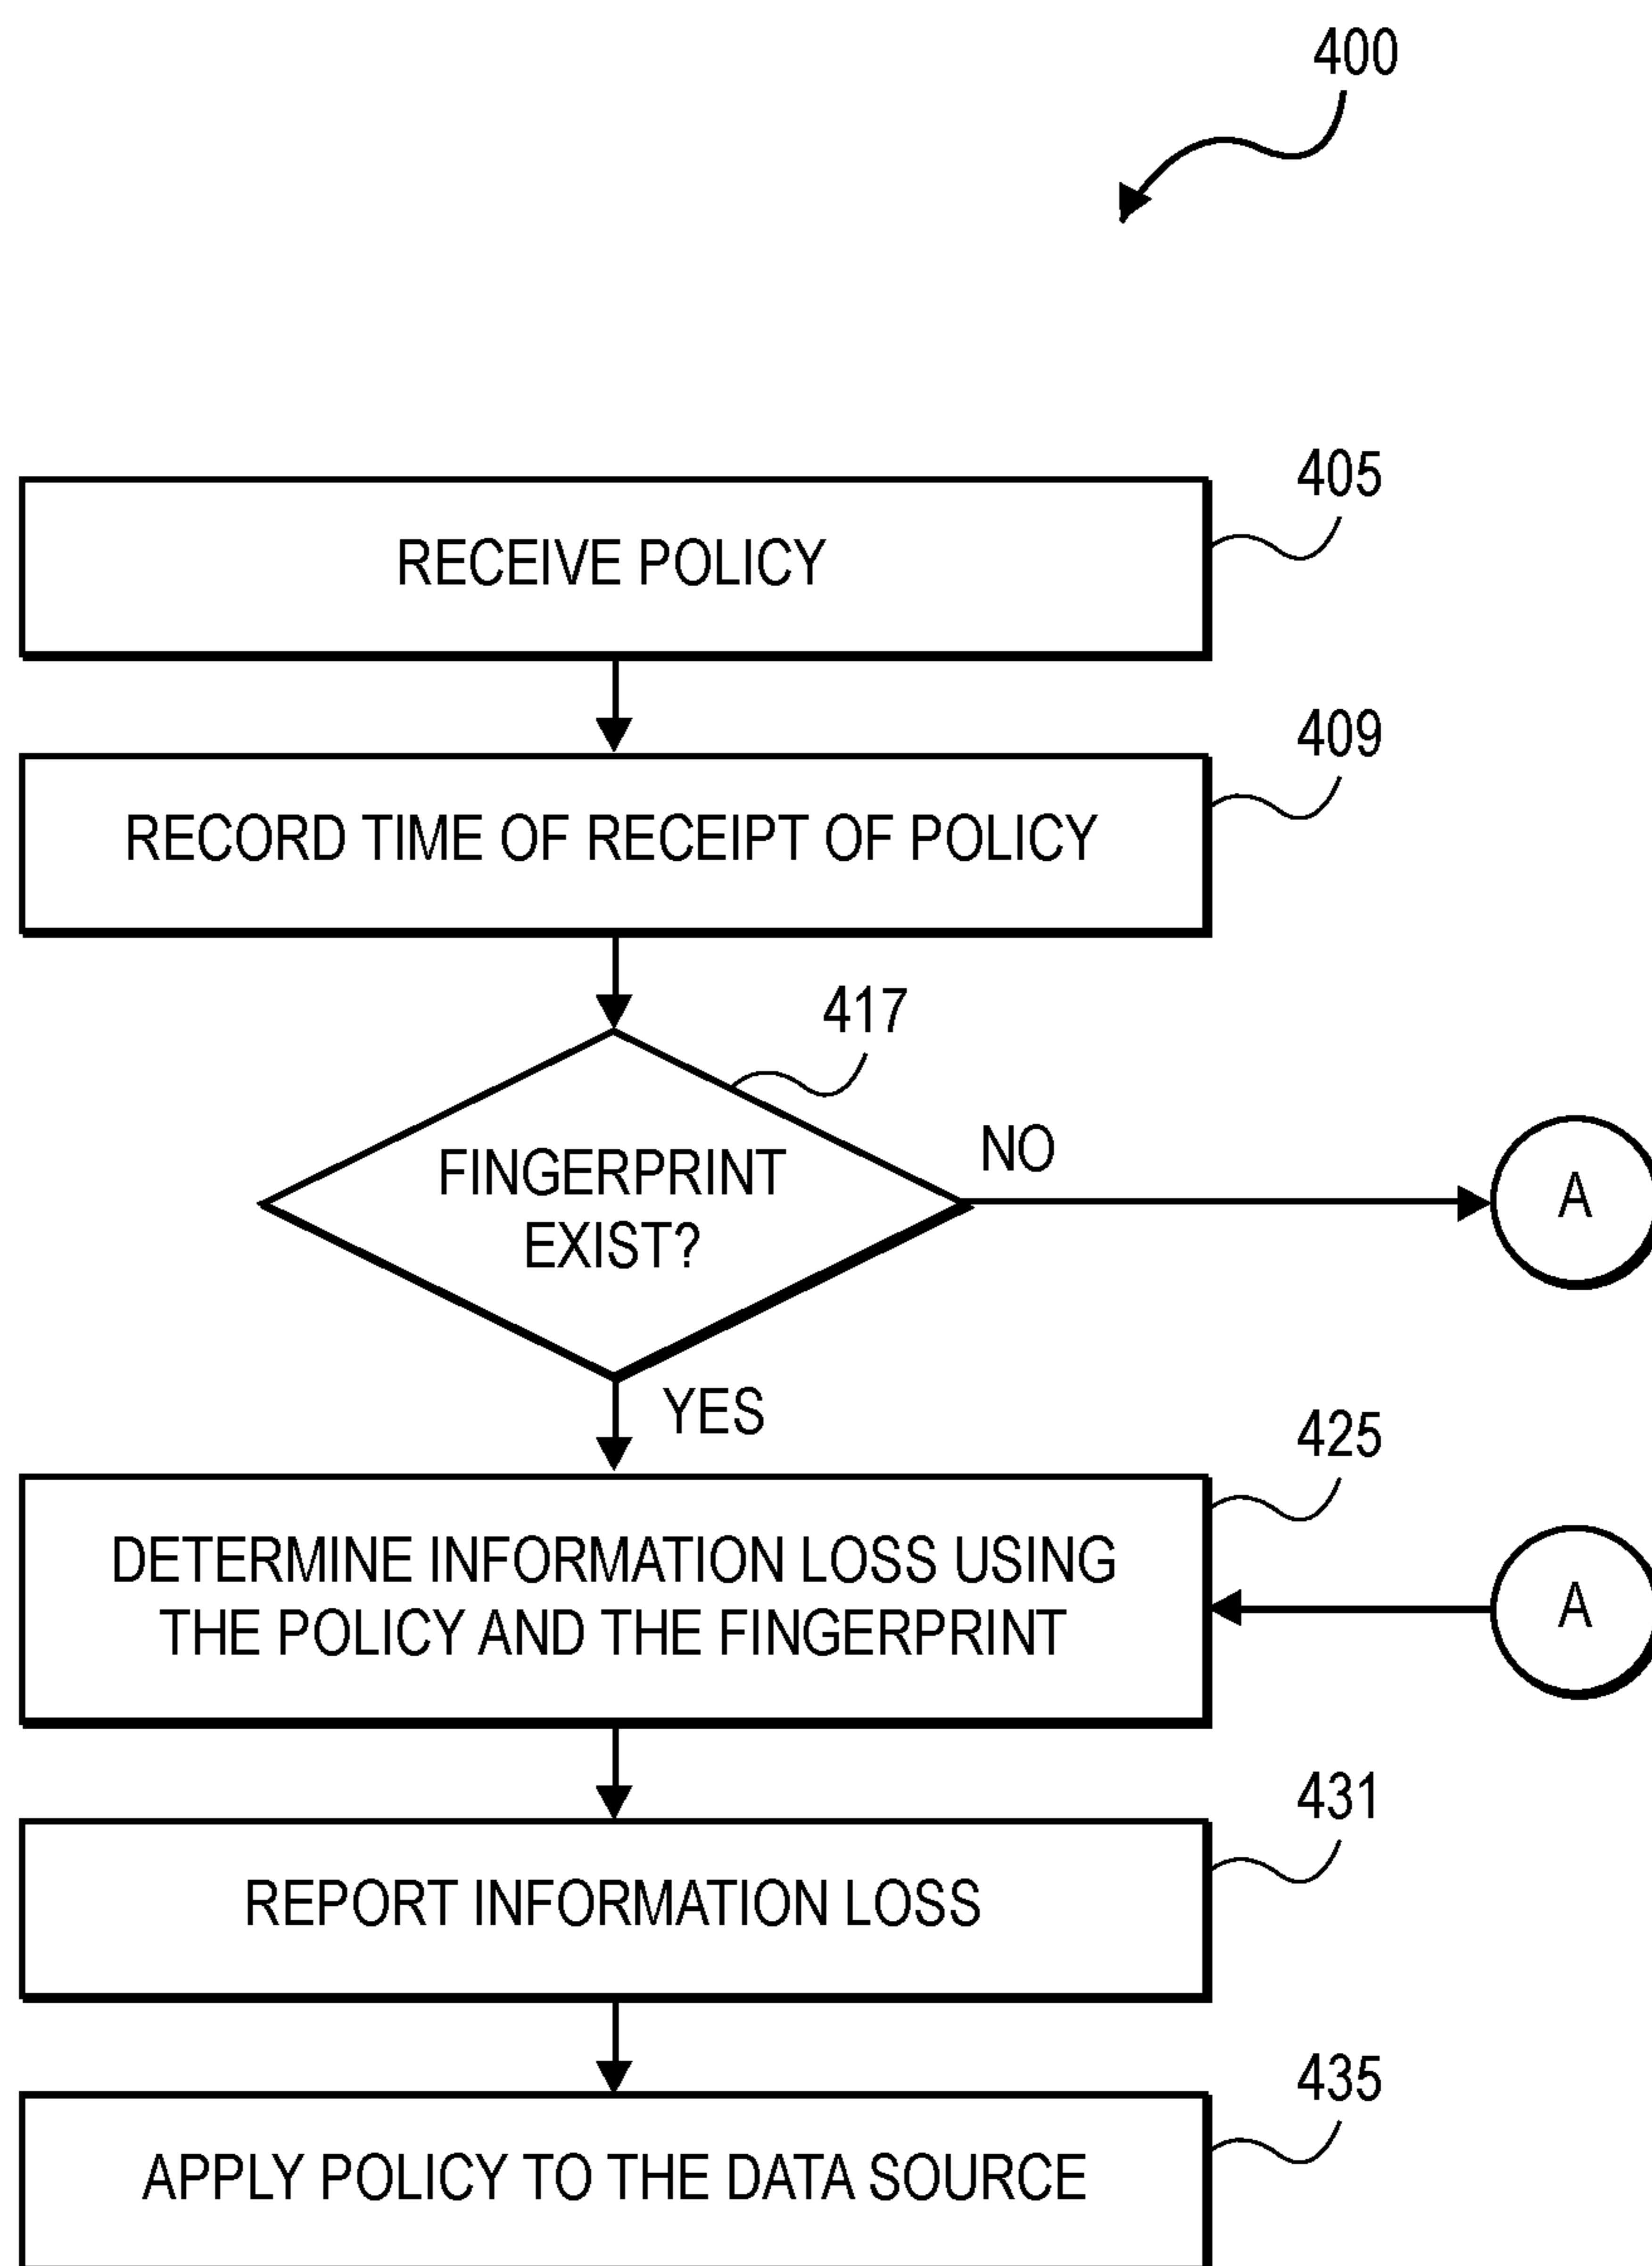 400
405
RECEIVE POLICY
409
RECORD TIME OF RECEIPT OF POLICY
417
FINGERPRINT
EXIST?
NO
A
YES
425
DETERMINE INFORMATION LOSS USING
THE POLICY AND THE FINGERPRINT
A
431
REPORT INFORMATION LOSS
435
APPLY POLICY TO THE DATA SOURCE